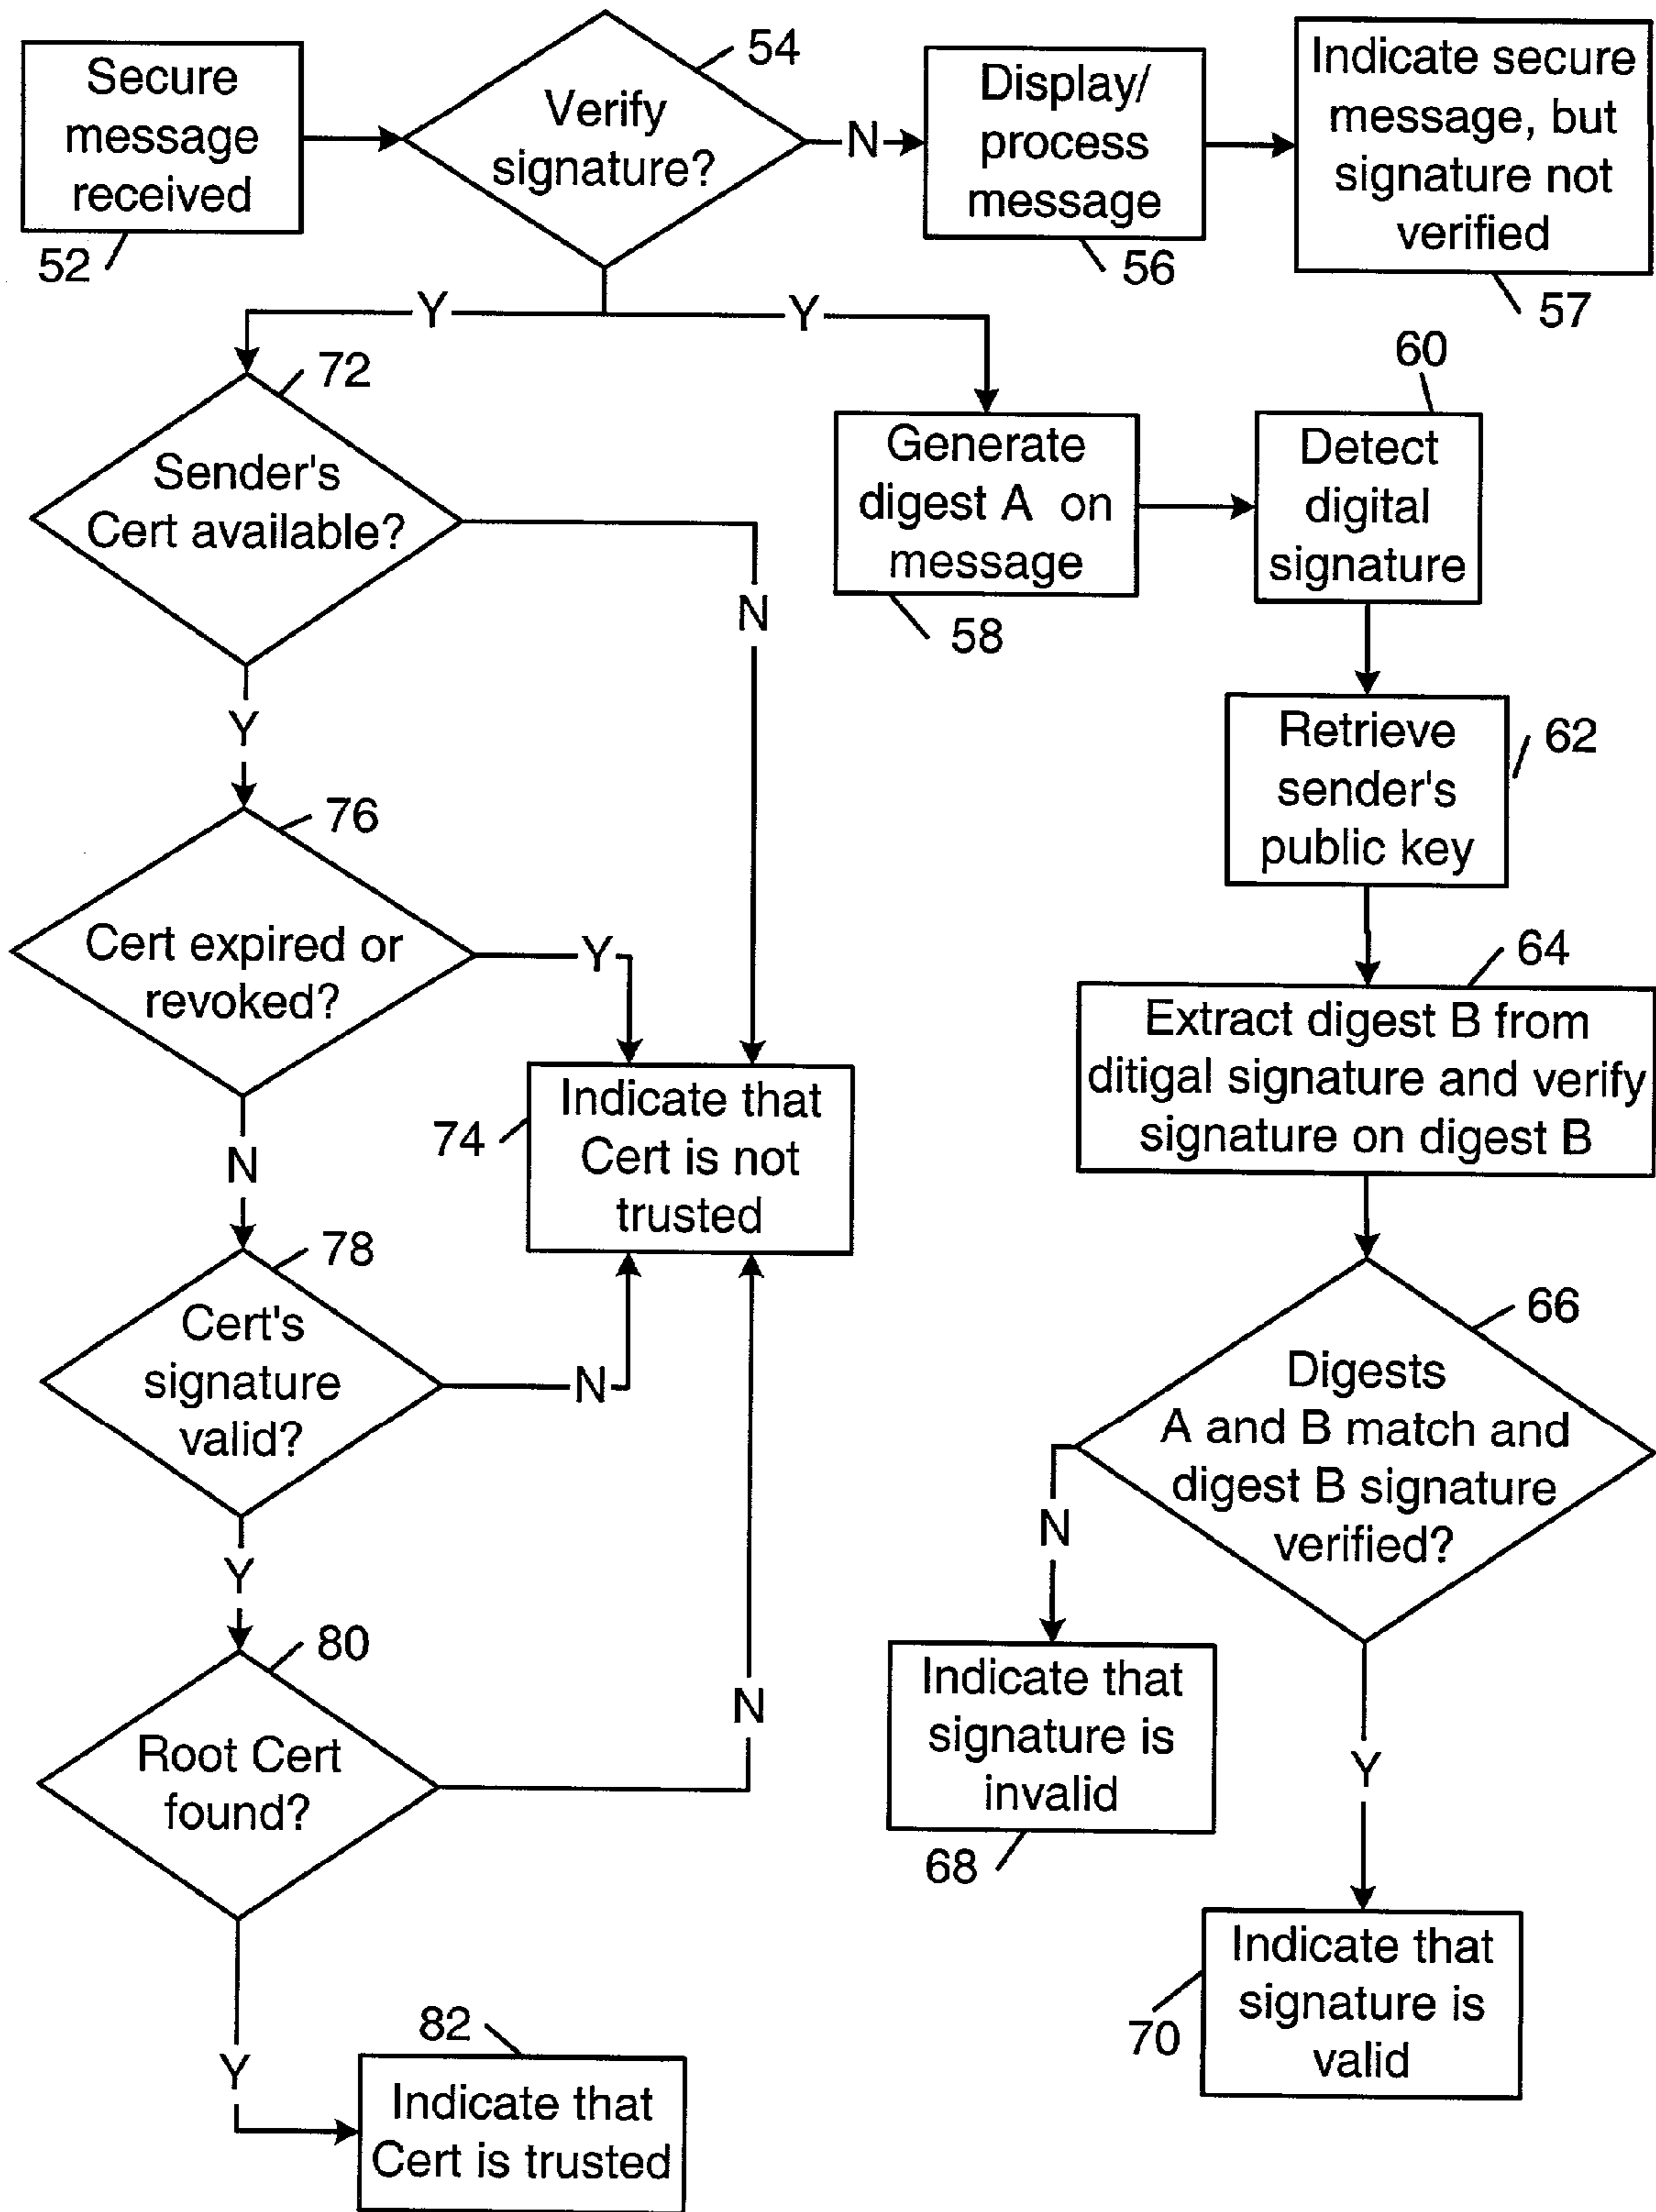 Secure
message
received
52
54
Verify
signature?
N
Display/
process
message
56
Indicate secure
message, but
signature not
verified
57
Y
Y
72
Sender's
Cert available?
N
Y
Generate
digest A on
message
58
60
Detect
digital
signature
Retrieve
sender's
public key
62
76
Cert expired or
revoked?
Y
N
64
Extract digest B from
ditigal signature and verify
signature on digest B
Indicate that
Cert is not
trusted
74
78
Cert's
signature
valid?
N
Y
66
Digests
A and B match and
digest B signature
verified?
N
Y
Indicate that
signature is
invalid
68
80
Root Cert
found?
N
Y
Indicate that
signature is
valid
70
82
Indicate that
Cert is trusted